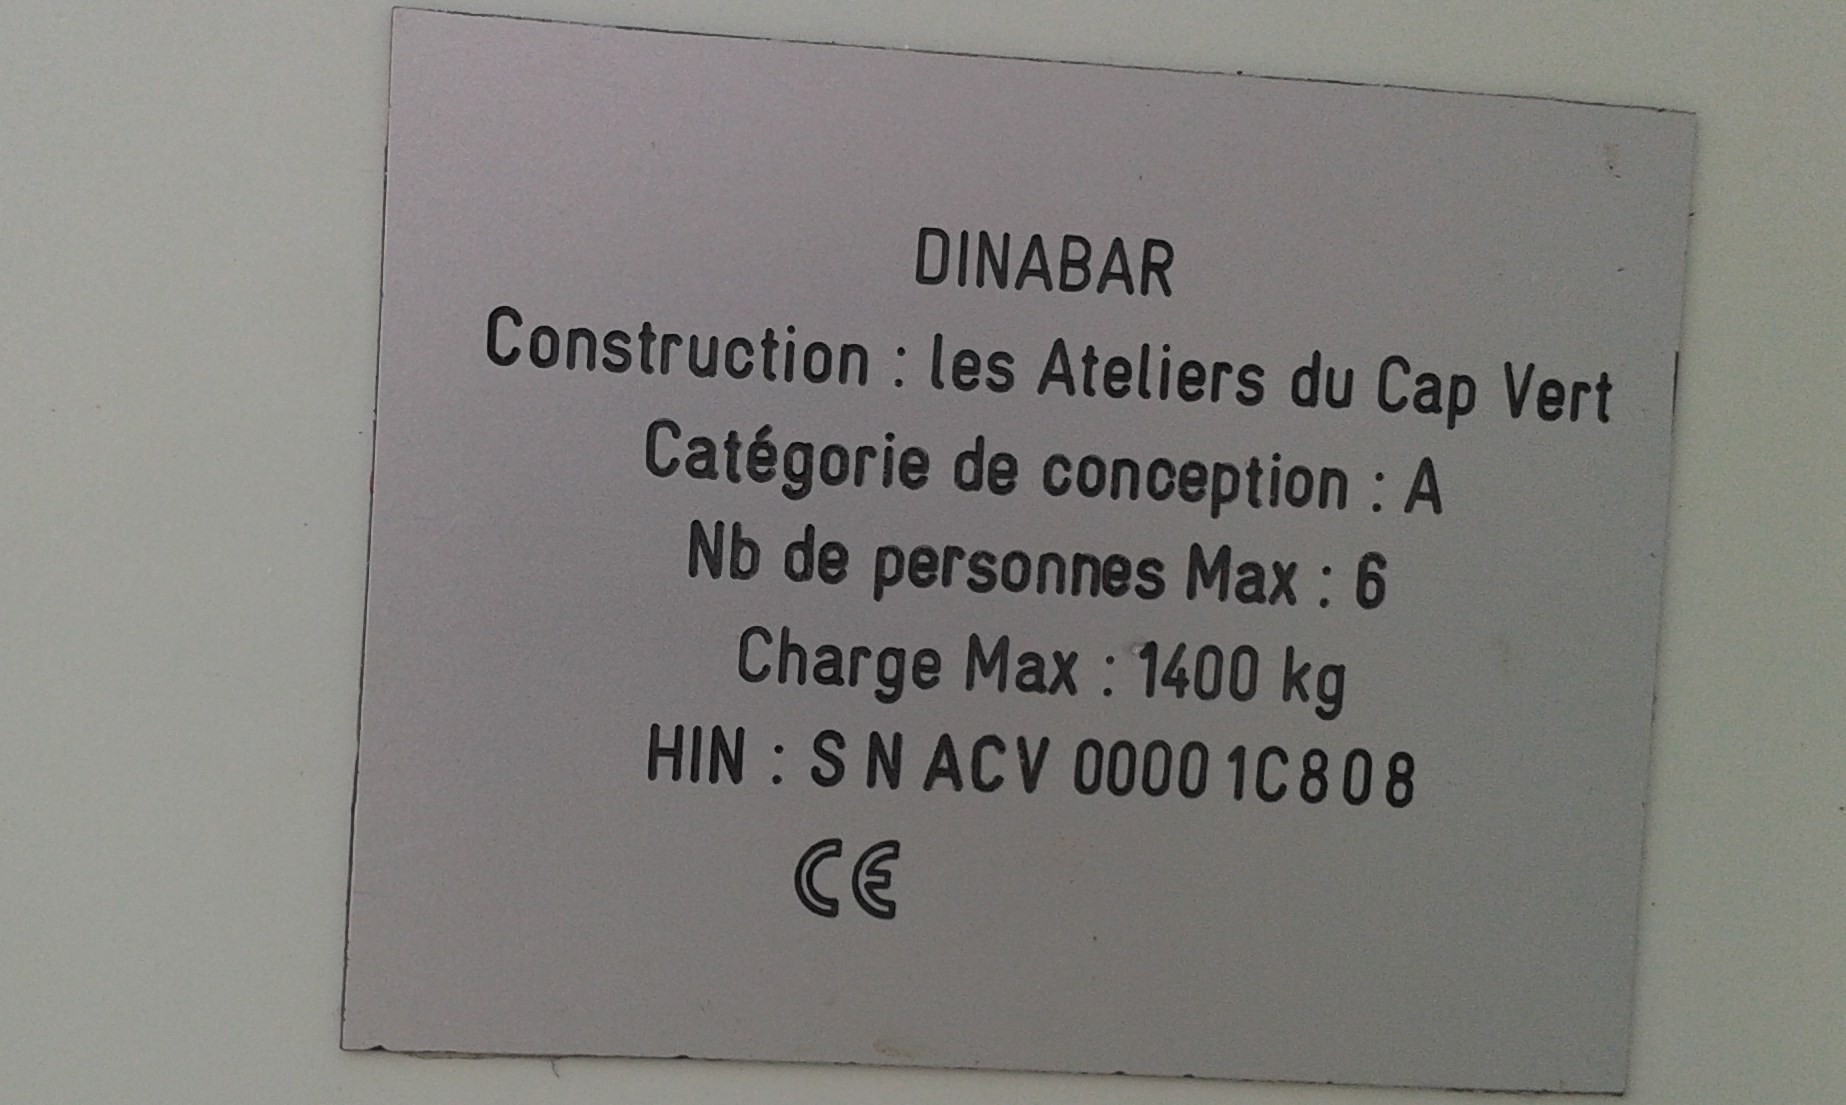 DINABAR
Construction : les Ateliers du Cap Vert
Catégorie de conception : A
Nb de personnes Max : 6
Charge Max : 1400 kg
HIN : S N ACV 00001C808
CE